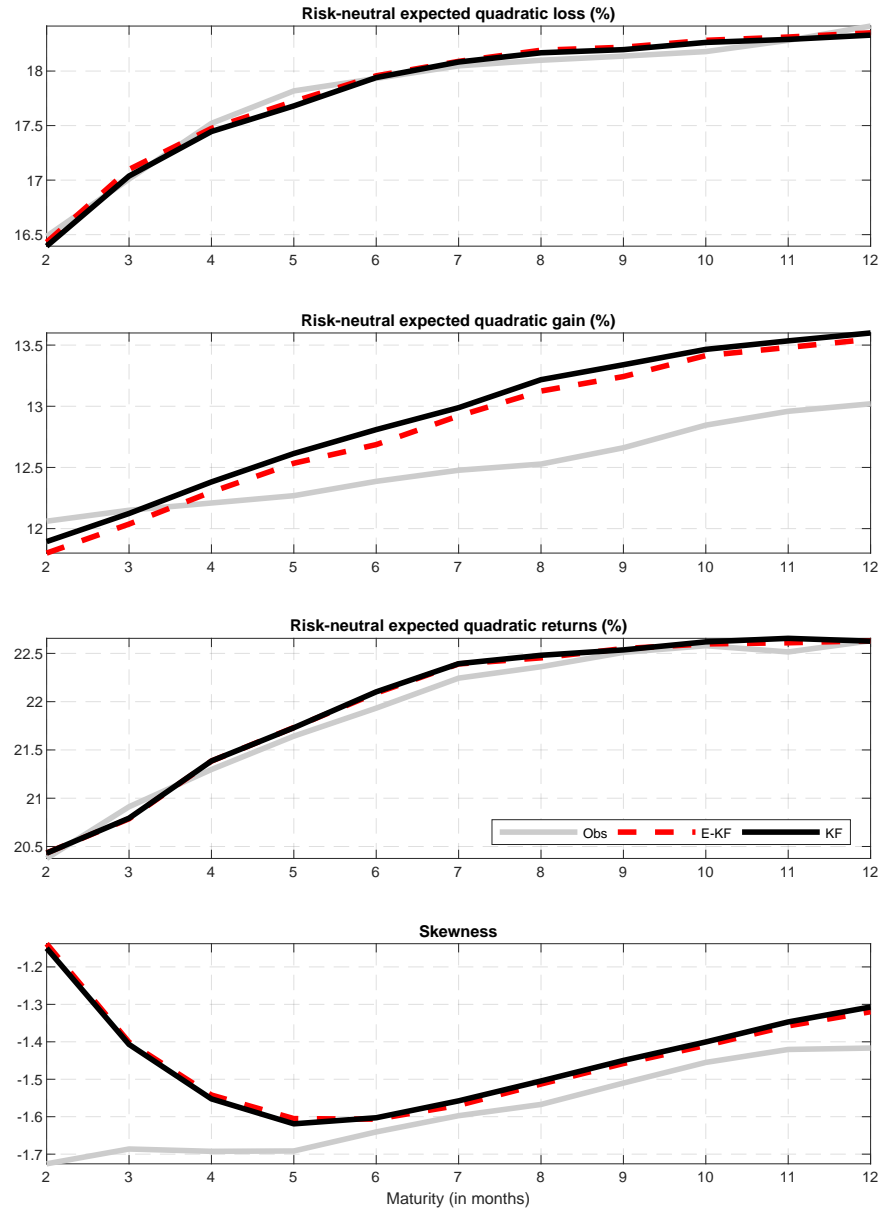 Risk-neutral expected quadratic loss (%)
18
17.5
17
16.5
2 3 4 5 6 7 8 9 10 11 12
Risk-neutral expected quadratic gain (%)
13.5
13
12.5
12
2 3 4 5 6 7 8 9 10 11 12
Risk-neutral expected quadratic returns (%)
22.5
22
21.5
21
20.5
Obs E-KF KF
2 3 4 5 6 7 8 9 10 11 12
Skewness
-1.2
-1.3
-1.4
-1.5
-1.6
-1.7
2 3 4 5 6 7 8 9 10 11 12
Maturity (in months)